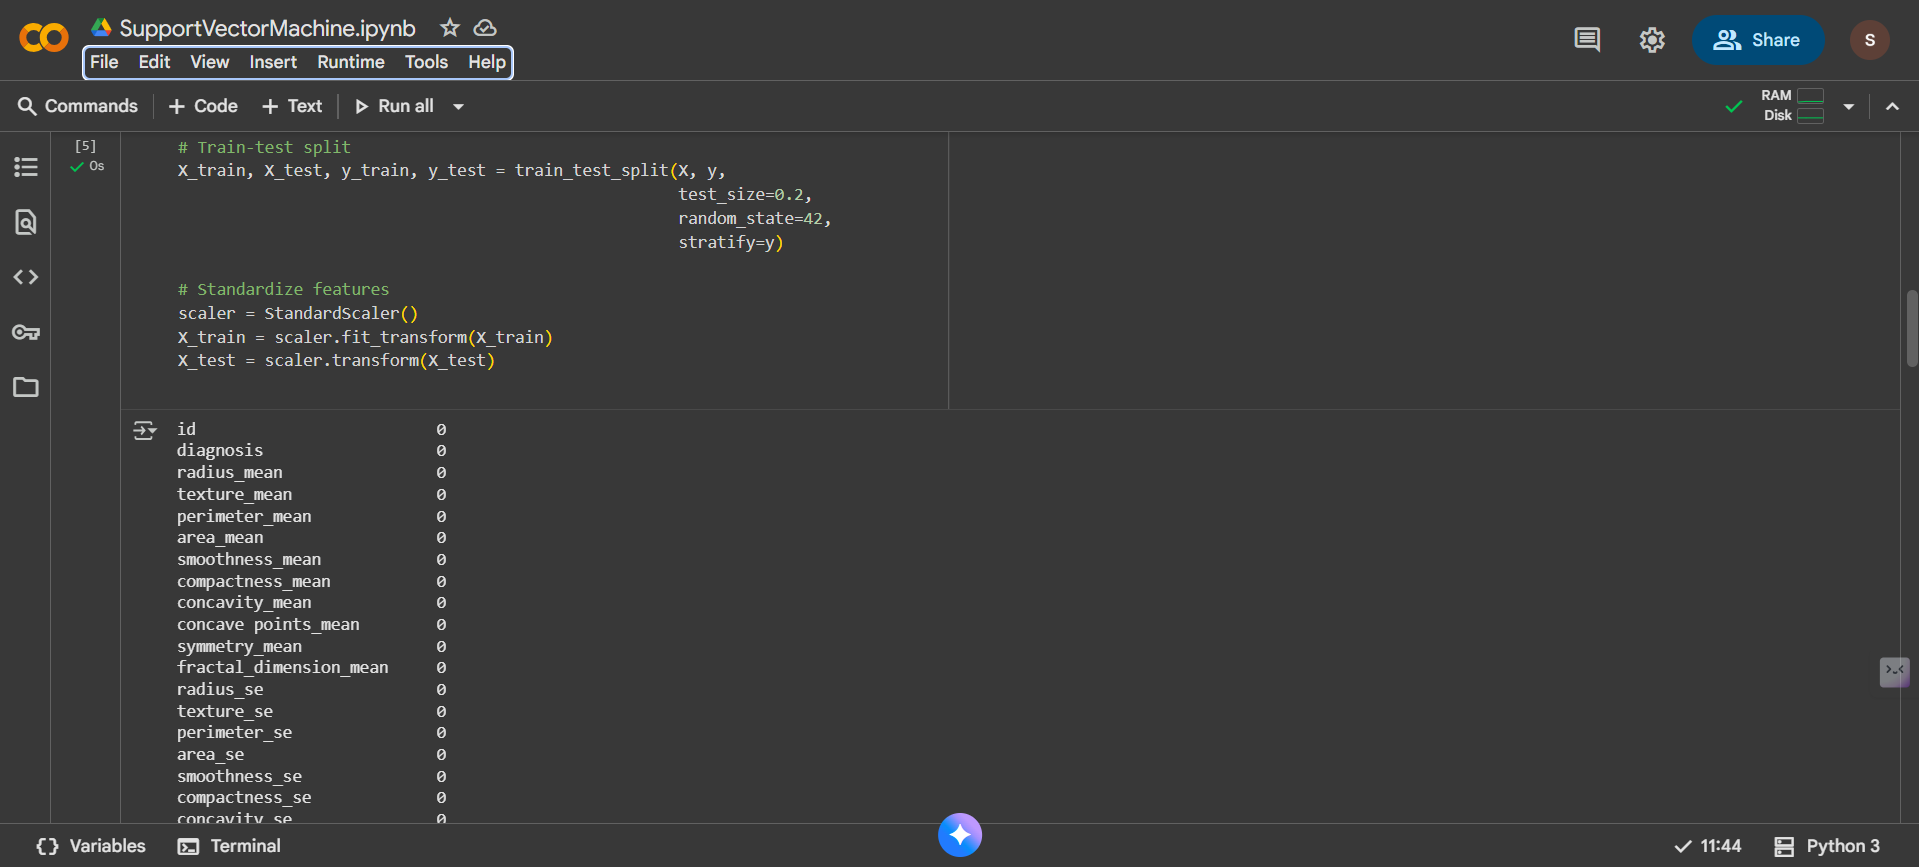 SupportVectorMachine.ipynb
File Edit View Insert Runtime Tools Help
Share
S
Commands + Code + Text Run all
RAM
Disk
[5]
0s
# Train-test split
X_train, X_test, y_train, y_test = train_test_split(X, y,
test_size=0.2,
random_state=42,
stratify=y)
# Standardize features
scaler = StandardScaler()
X_train = scaler.fit_transform(X_train)
X_test = scaler.transform(X_test)
id 0
diagnosis 0
radius_mean 0
texture_mean 0
perimeter_mean 0
area_mean 0
smoothness_mean 0
compactness_mean 0
concavity_mean 0
concave points_mean 0
symmetry_mean 0
fractal_dimension_mean 0
radius_se 0
texture_se 0
perimeter_se 0
area_se 0
smoothness_se 0
compactness_se 0
concavity_se 0
Variables Terminal
11:44 Python 3